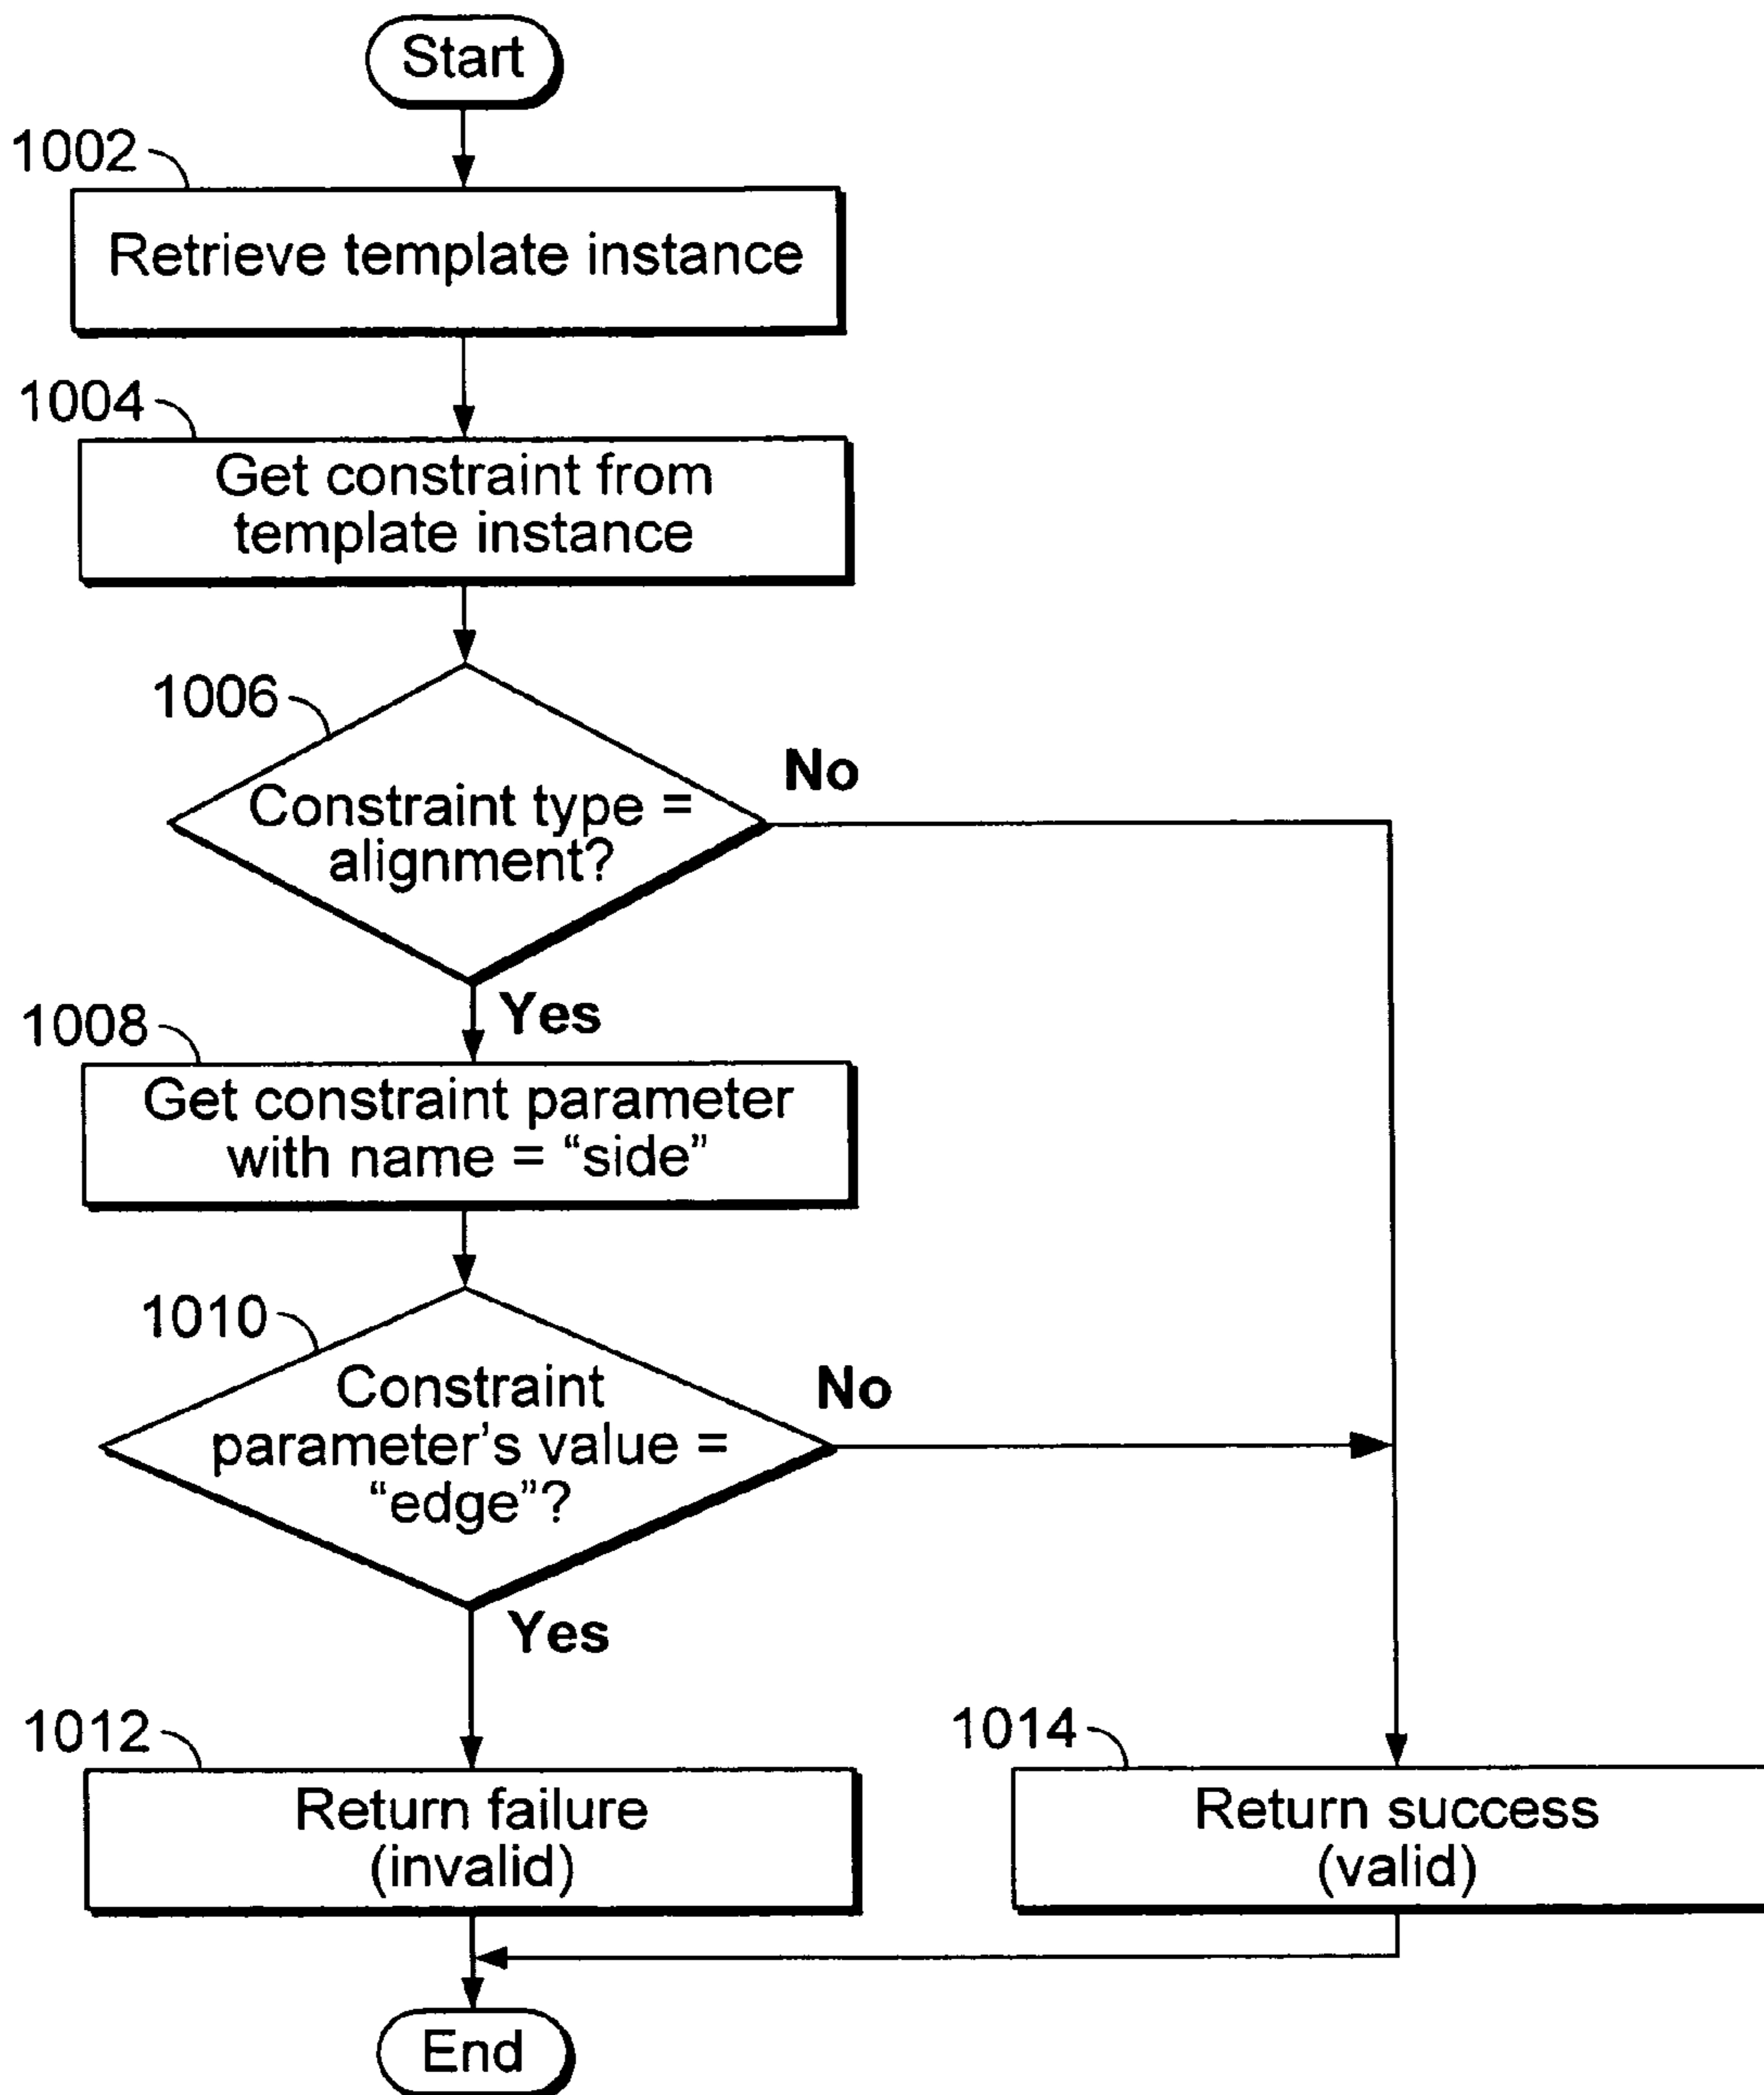 Start
1002
Retrieve template instance
1004
Get constraint from
template instance
1006
No
Constraint type =
alignment?
Yes
1008
Get constraint parameter
with name = “side”
1010
No
Constraint
parameter’s value =
“edge”?
Yes
1012
Return failure
(invalid)
1014
Return success
(valid)
End